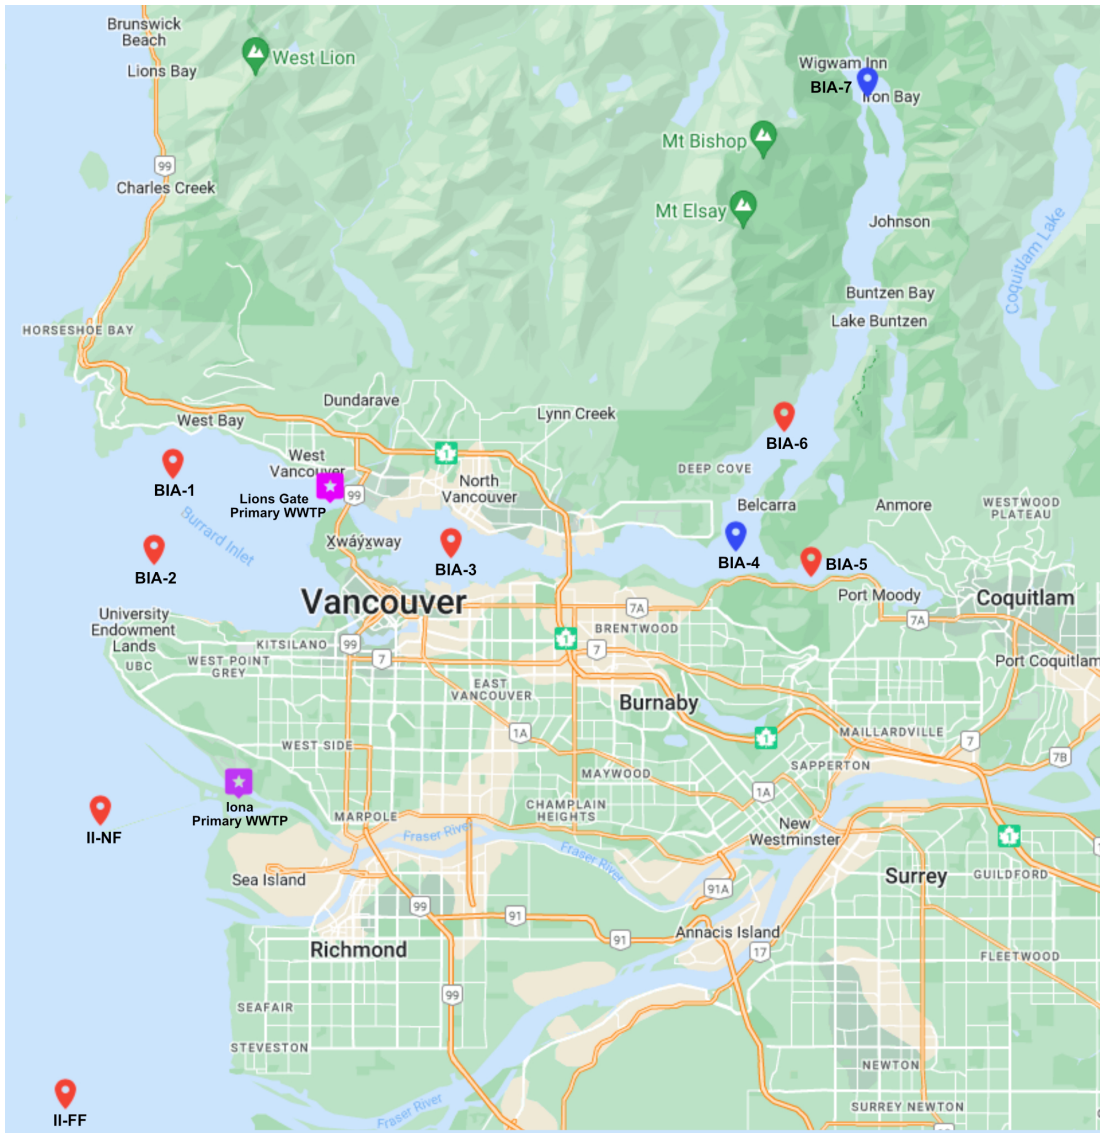 Brunswick
Beach
Lions Bay
West Lion
Wigwam Inn
BIA-7
Iron Bay
Mt Bishop
99
Charles Creek
Mt Elsay
Johnson
Coquitlam Lake
Buntzen Bay
Lake Buntzen
HORSESHOE BAY
Dundarave
Lynn Creek
West Bay
BIA-6
1
West
Vancouver
North
Vancouver
DEEP COVE
BIA-1
Lions Gate
Primary WWTP
99
Belcarra
Anmore
WESTWOOD
PLATEAU
Burrard Inlet
X̱wáýx̱way
BIA-2
BIA-3
BIA-4
BIA-5
Port Moody
Coquitlam
Vancouver
7A
7A
University
Endowment
Lands
UBC
KITSILANO
99
7
WEST POINT
GREY
1
7
BRENTWOOD
Port Coquitlam
EAST
VANCOUVER
Burnaby
1A
WEST SIDE
1
MAILLARDVILLE
7
7B
SAPPERTON
MAYWOOD
1A
Iona
Primary WWTP
II-NF
MARPOLE
CHAMPLAIN
HEIGHTS
Fraser River
Fraser River
New
Westminster
1
Sea Island
91A
Surrey
GUILDFORD
99
91
91
Annacis Island
17
Richmond
FLEETWOOD
99
SEAFAIR
STEVESTON
NEWTON
II-FF
Fraser River
SURREY NEWTON